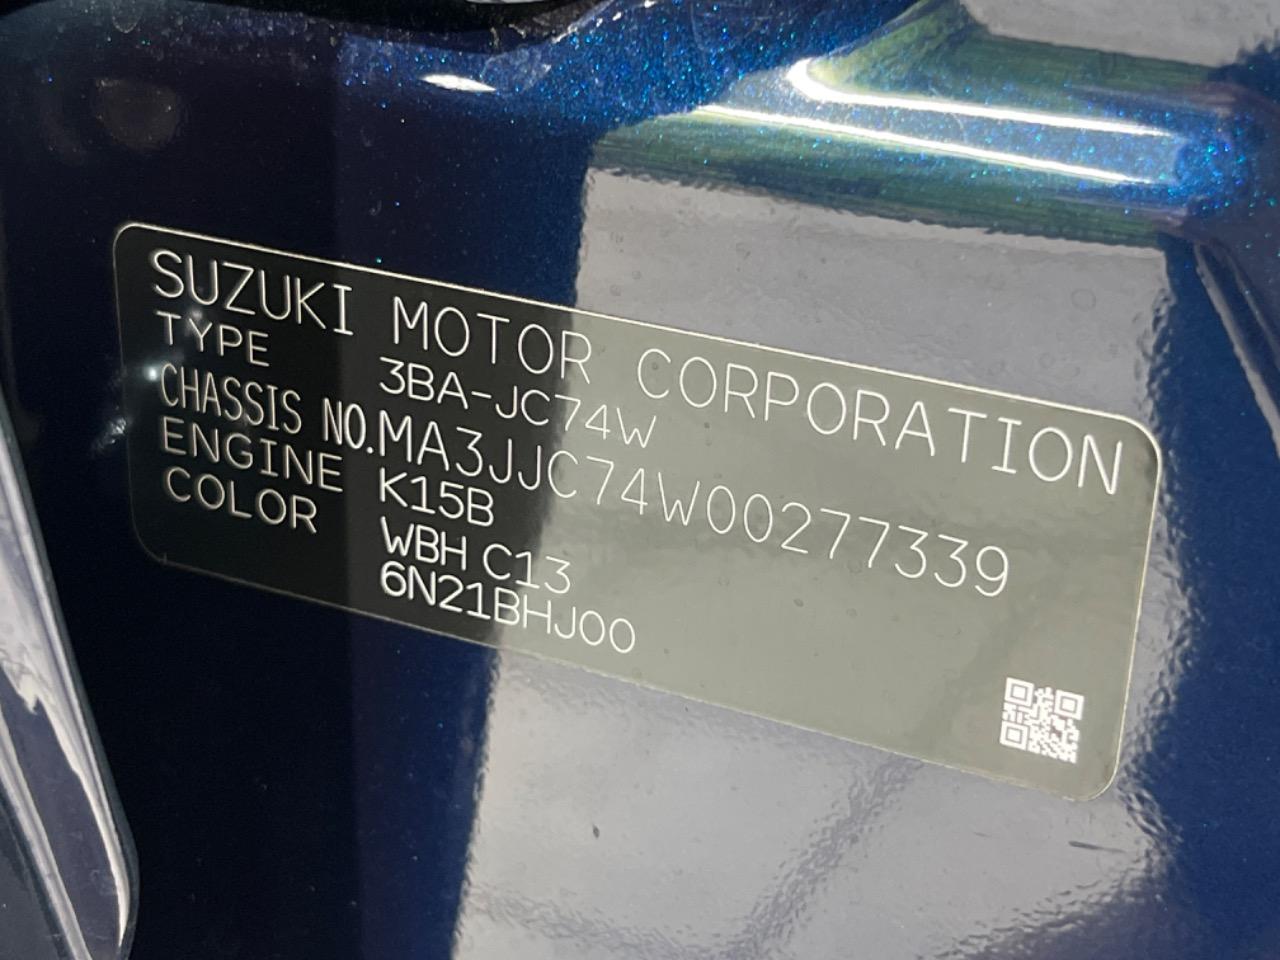 SUZUKI MOTOR CORPORATION
TYPE 3BA-JC74W
CHASSIS NO. MA3JJC74W00277339
ENGINE K15B
COLOR WBH C13
6N21BHJ00